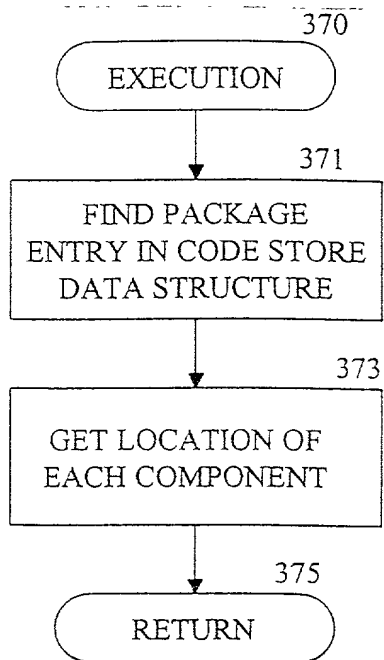 370
EXECUTION
371
FIND PACKAGE
ENTRY IN CODE STORE
DATA STRUCTURE
373
GET LOCATION OF
EACH COMPONENT
375
RETURN